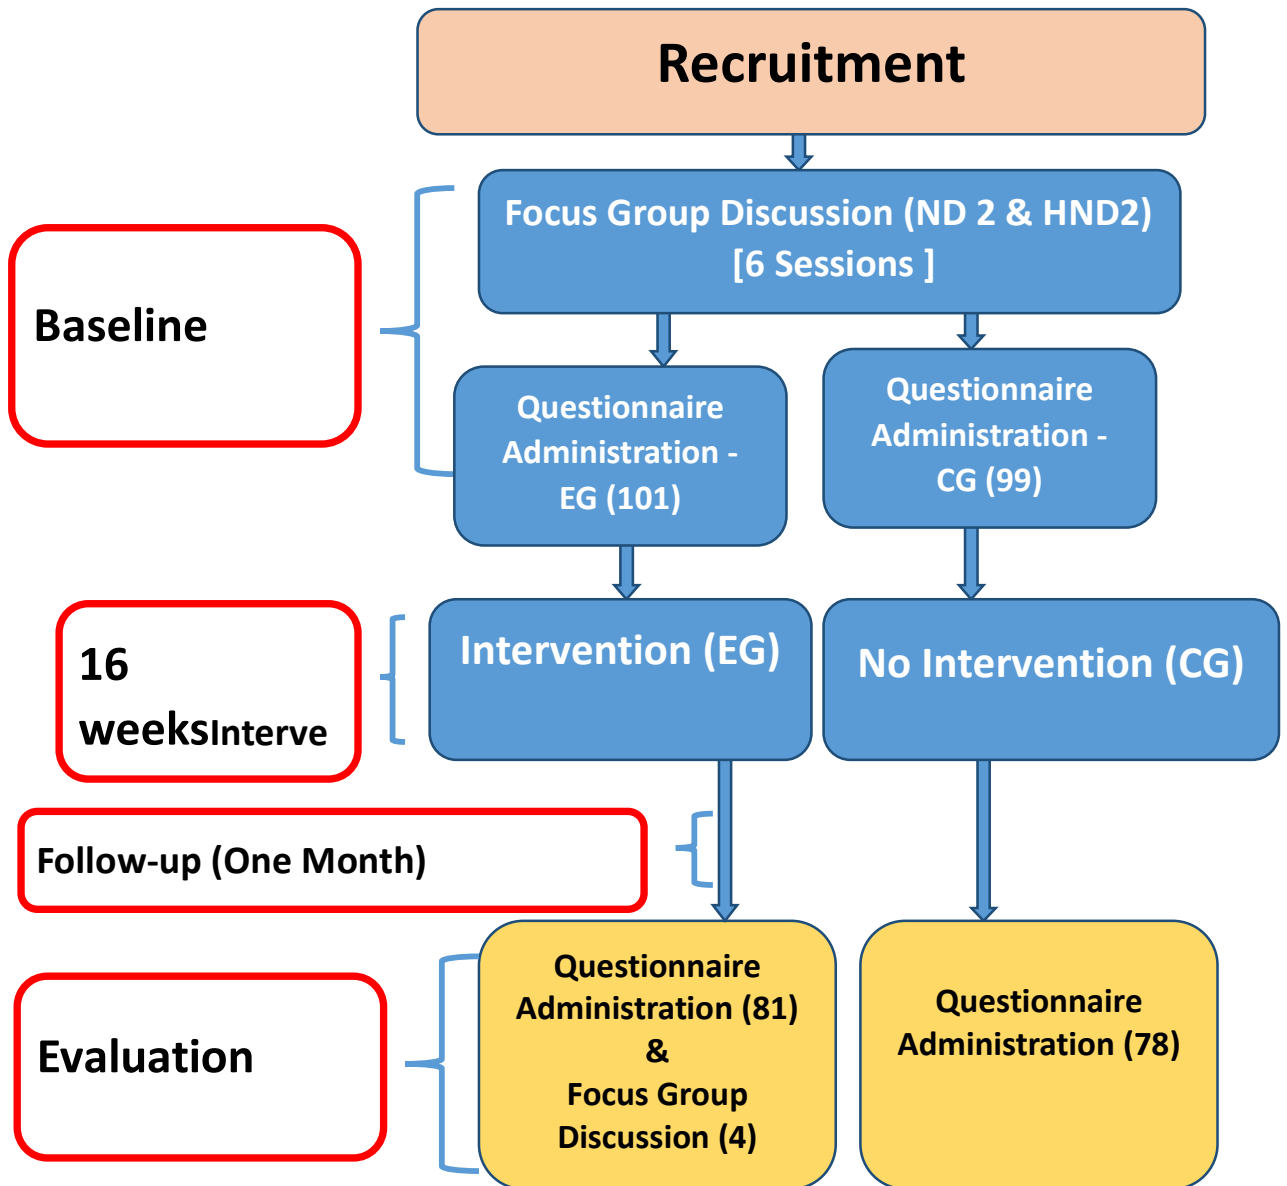 Recruitment
Focus Group Discussion (ND 2 & HND2)
[6 Sessions ]
Baseline
Questionnaire
Administration -
EG (101)
Questionnaire
Administration -
CG (99)
16
weeksInterve
Intervention (EG)
No Intervention (CG)
Follow-up (One Month)
Evaluation
Questionnaire
Administration (81)
&
Focus Group
Discussion (4)
Questionnaire
Administration (78)